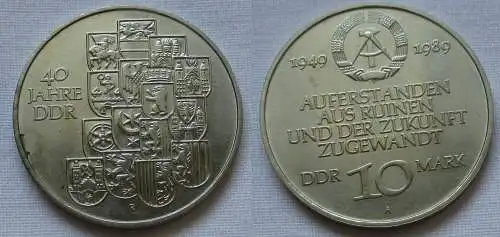 40
JAHRE
DDR
1949 1989
AUFERSTANDEN
AUS RUINEN
UND DER ZUKUNFT
ZUGEWANDT
DDR 10 MARK
A